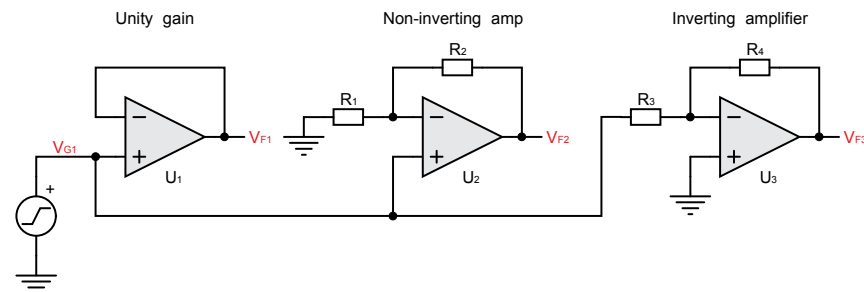 Unity gain
Non-inverting amp
Inverting amplifier
R2
R4
R1
R3
−
−
−
VF1
VF2
VF3
VG1
+
+
+
U1
U2
U3
+